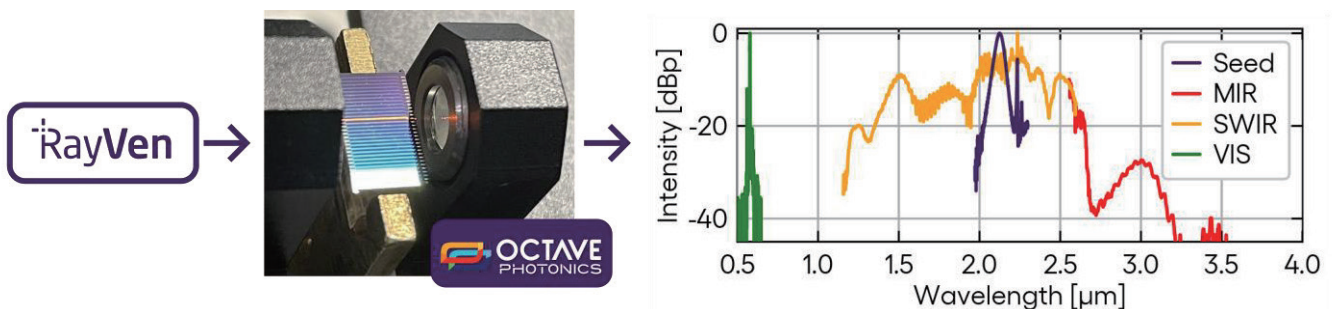 RayVen
OCTAVE
PHOTONICS
Intensity [dBp]
0
-20
-40
Seed
MIR
SWIR
VIS
0.5 1.0 1.5 2.0 2.5 3.0 3.5 4.0
Wavelength [µm]